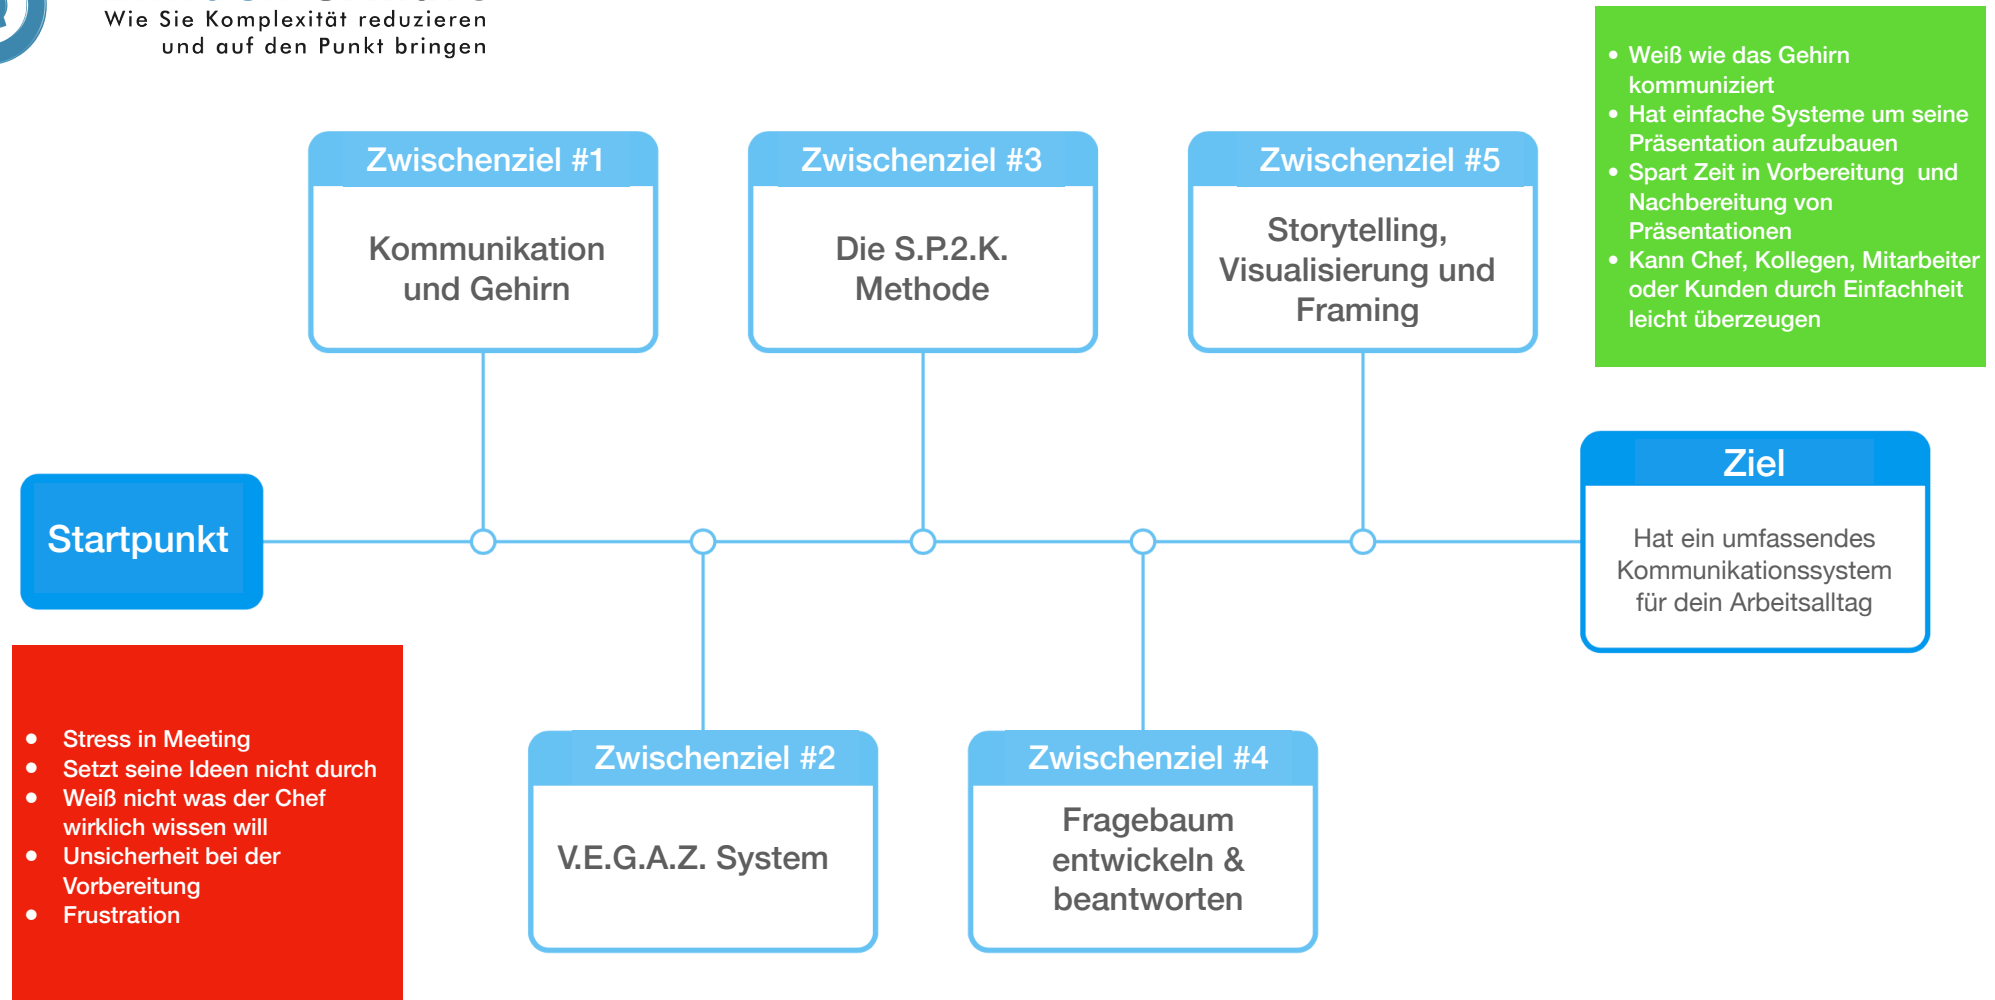 Wie Sie Komplexität reduzieren
und auf den Punkt bringen
• Weiß wie das Gehirn
kommuniziert
• Hat einfache Systeme um seine
Präsentation aufzubauen
• Spart Zeit in Vorbereitung und
Nachbereitung von
Präsentationen
• Kann Chef, Kollegen, Mitarbeiter
oder Kunden durch Einfachheit
leicht überzeugen
Zwischenziel #1
Kommunikation
und Gehirn
Zwischenziel #3
Die S.P.2.K.
Methode
Zwischenziel #5
Storytelling,
Visualisierung und
Framing
Startpunkt
Ziel
Hat ein umfassendes
Kommunikationssystem
für dein Arbeitsalltag
• Stress in Meeting
• Setzt seine Ideen nicht durch
• Weiß nicht was der Chef
wirklich wissen will
• Unsicherheit bei der
Vorbereitung
• Frustration
Zwischenziel #2
V.E.G.A.Z. System
Zwischenziel #4
Fragebaum
entwickeln &
beantworten